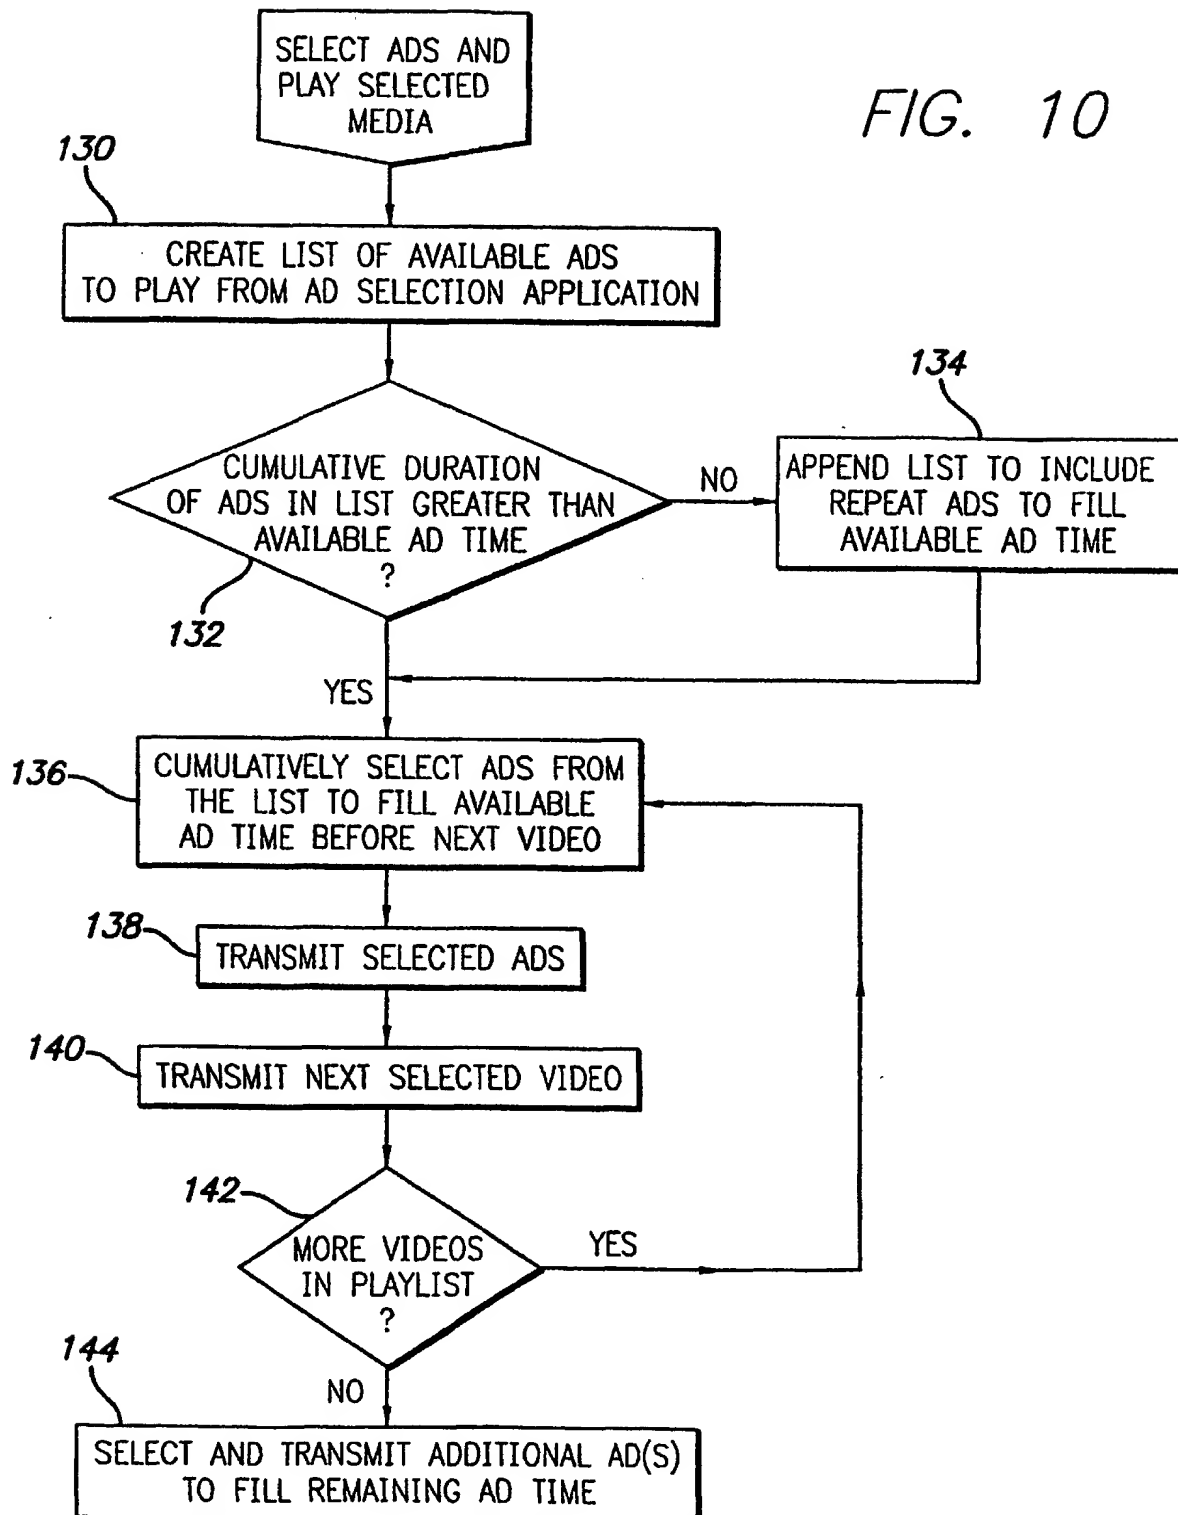 SELECT ADS AND
PLAY SELECTED
MEDIA
FIG. 10
130
CREATE LIST OF AVAILABLE ADS
TO PLAY FROM AD SELECTION APPLICATION
134
CUMULATIVE DURATION
OF ADS IN LIST GREATER THAN
AVAILABLE AD TIME
?
NO
APPEND LIST TO INCLUDE
REPEAT ADS TO FILL
AVAILABLE AD TIME
132
YES
136
CUMULATIVELY SELECT ADS FROM
THE LIST TO FILL AVAILABLE
AD TIME BEFORE NEXT VIDEO
138
TRANSMIT SELECTED ADS
140
TRANSMIT NEXT SELECTED VIDEO
142
MORE VIDEOS
IN PLAYLIST
?
YES
144
NO
SELECT AND TRANSMIT ADDITIONAL AD(S)
TO FILL REMAINING AD TIME